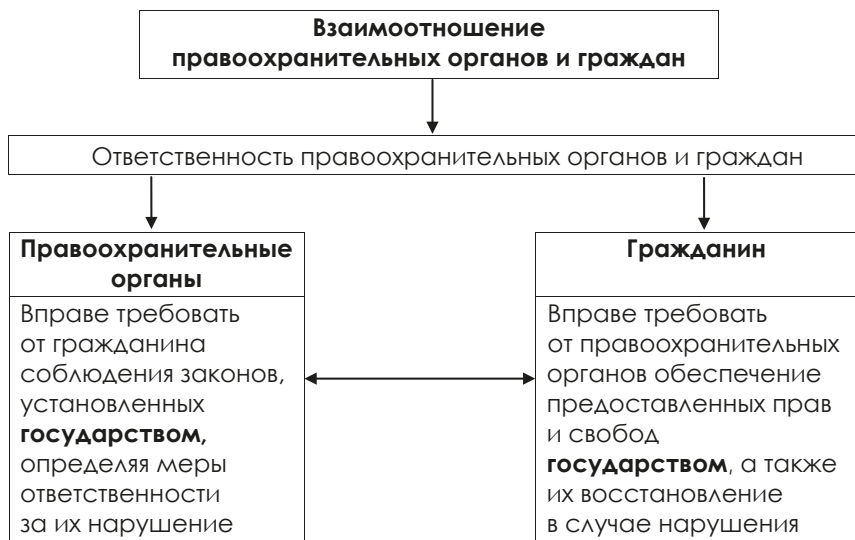 Взаимоотношение
правоохранительных органов и граждан
Ответственность правоохранительных органов и граждан
Правоохранительные
органы
Вправе требовать
от гражданина
соблюдения законов,
установленных
государством,
определяя меры
ответственности
за их нарушение
Гражданин
Вправе требовать
от правоохранительных
органов обеспечение
предоставленных прав
и свобод
государством, а также
их восстановление
в случае нарушения